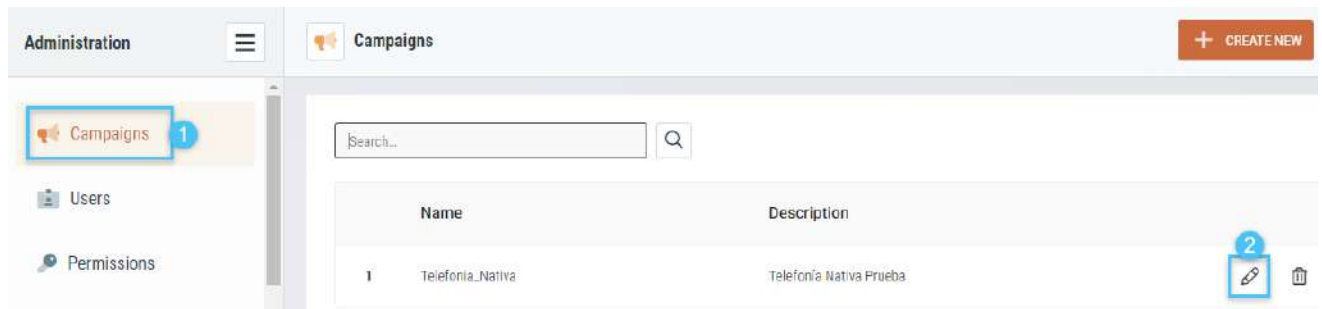 Administration
Campaigns
CREATE NEW
Campaigns 1
Users
Permissions
Search...
Name Description
2
1 Telefonia_Nativa Telefonía Nativa Prueba